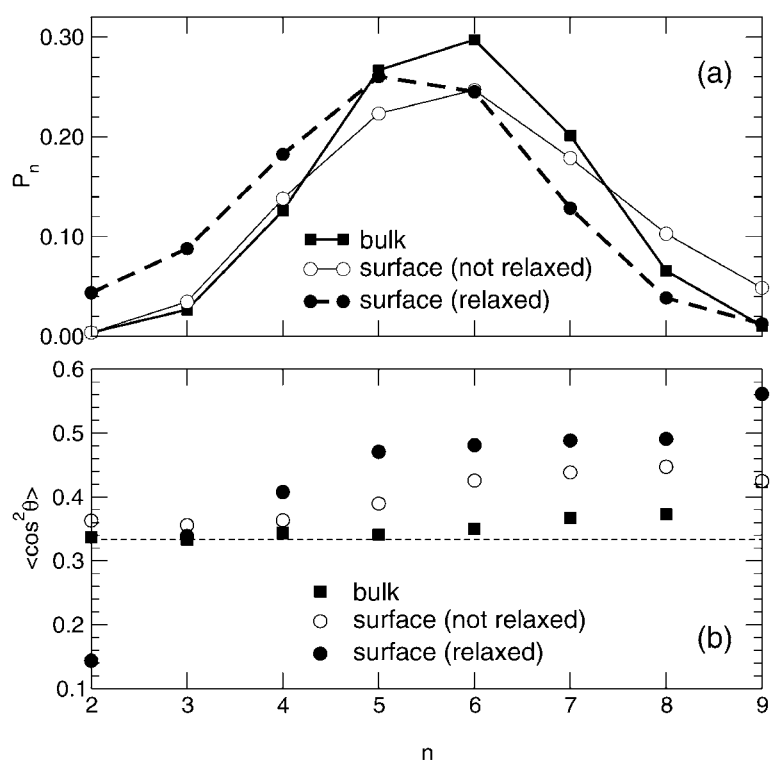 0.30
(a)
0.20
P_n
0.10
bulk
surface (not relaxed)
surface (relaxed)
0.00
0.6
0.5
0.4
<cos²θ>
0.3
0.2
bulk
surface (not relaxed)
surface (relaxed)
(b)
0.1
2 3 4 5 6 7 8 9
n